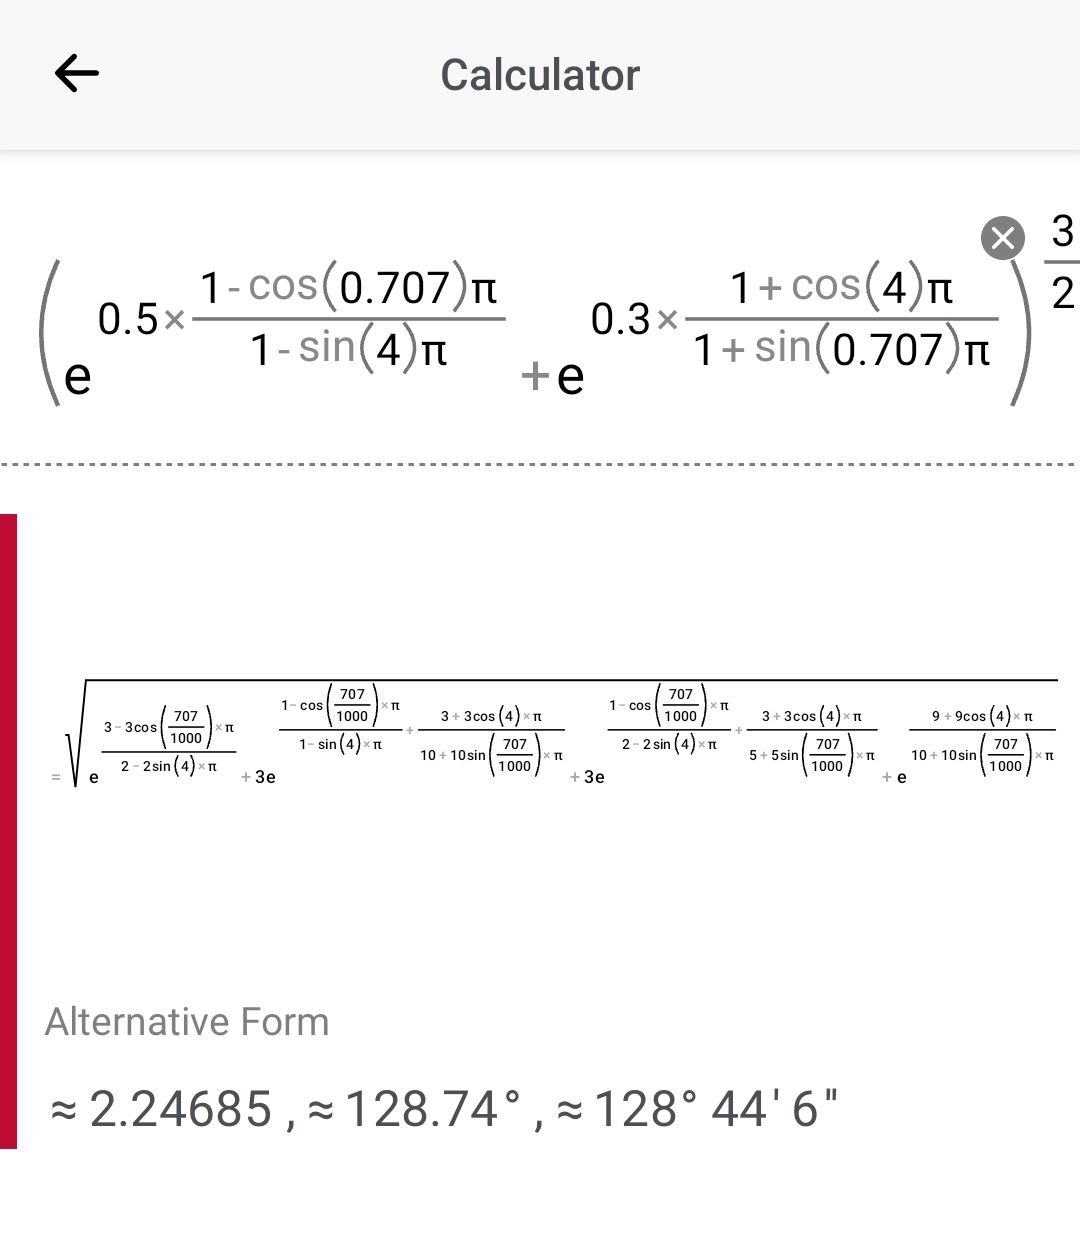 Calculator
(e^(0.5×(1-cos(0.707)π)/(1-sin(4)π))+e^(0.3×(1+cos(4)π)/(1+sin(0.707)π)))^(3/2)
=√(e^((3-3cos(707/1000)×π)/(2-2sin(4)×π))+3e^((1-cos(707/1000)×π)/(1-sin(4)×π)+(3+3cos(4)×π)/(10+10sin(707/1000)×π))+3e^((1-cos(707/1000)×π)/(2-2sin(4)×π)+(3+3cos(4)×π)/(5+5sin(707/1000)×π))+e^((9+9cos(4)×π)/(10+10sin(707/1000)×π)))
Alternative Form
≈ 2.24685 , ≈ 128.74° , ≈ 128° 44' 6"